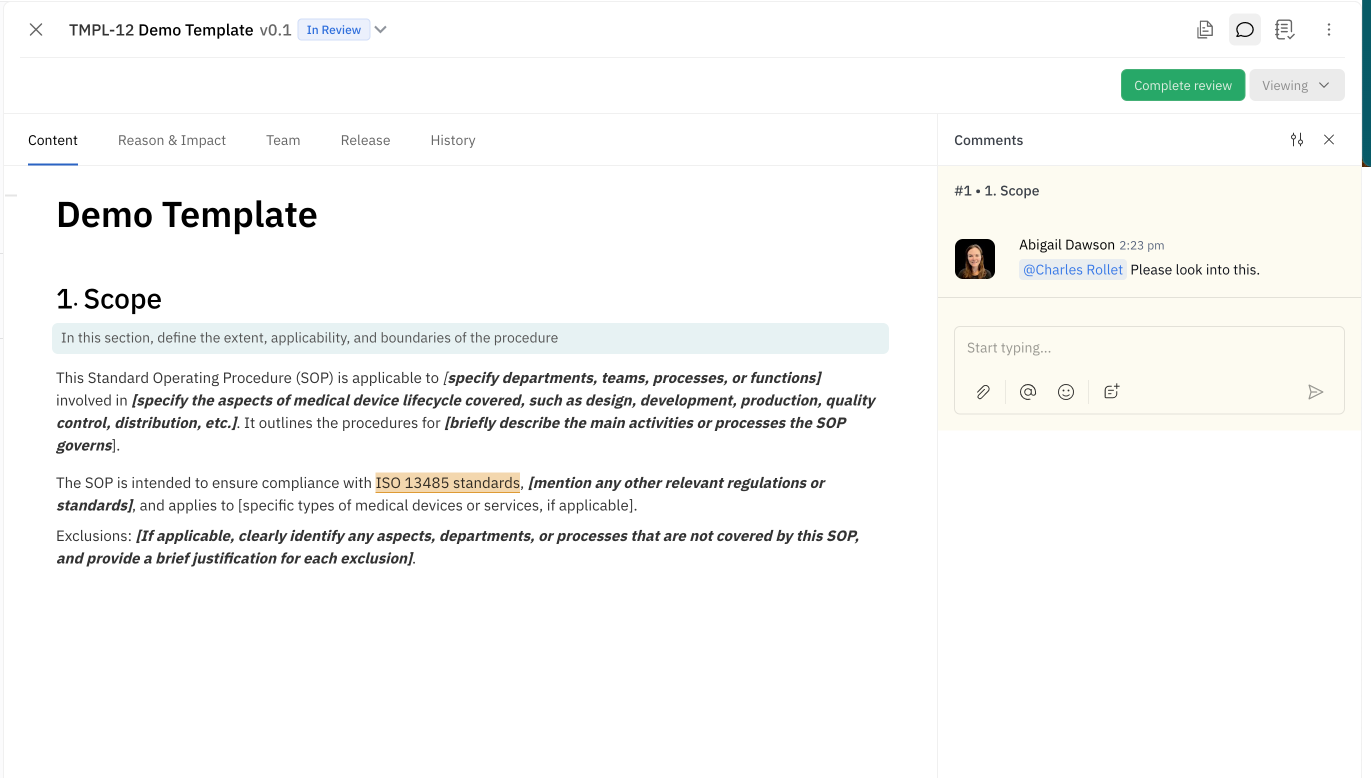 TMPL-12 Demo Template v0.1 In Review
Complete review Viewing
Content Reason & Impact Team Release History
Demo Template
1. Scope
In this section, define the extent, applicability, and boundaries of the procedure
This Standard Operating Procedure (SOP) is applicable to [specify departments, teams, processes, or functions]
involved in [specify the aspects of medical device lifecycle covered, such as design, development, production, quality
control, distribution, etc.]. It outlines the procedures for [briefly describe the main activities or processes the SOP
governs].
The SOP is intended to ensure compliance with ISO 13485 standards, [mention any other relevant regulations or
standards], and applies to [specific types of medical devices or services, if applicable].
Exclusions: [If applicable, clearly identify any aspects, departments, or processes that are not covered by this SOP,
and provide a brief justification for each exclusion].
Comments
#1 • 1. Scope
Abigail Dawson 2:23 pm
@Charles Rollet Please look into this.
Start typing...